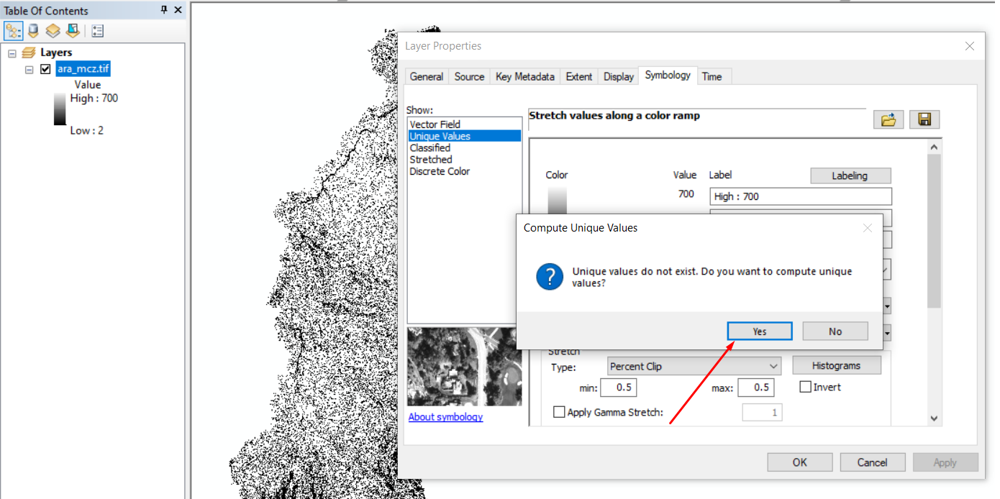 Table Of Contents
Layers
ara_mcz.tif
Value
High : 700
Low : 2
Layer Properties
General Source Key Metadata Extent Display Symbology Time
Show:
Vector Field
Unique Values
Classified
Stretched
Discrete Color
About symbology
Stretch values along a color ramp
Color Value Label Labeling
700 High : 700
Compute Unique Values
?
Unique values do not exist. Do you want to compute unique
values?
Yes No
Stretch
Type: Percent Clip Histograms
min: 0.5 max: 0.5 Invert
Apply Gamma Stretch: 1
OK Cancel Apply